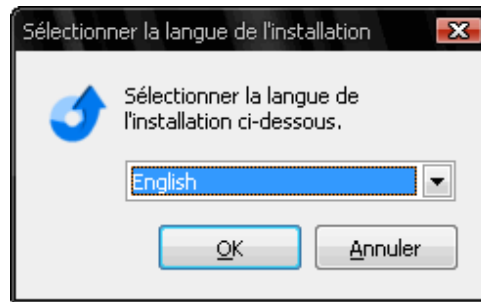 Sélectionner la langue de l'installation
Sélectionner la langue de
l'installation ci-dessous.
English
OK
Annuler